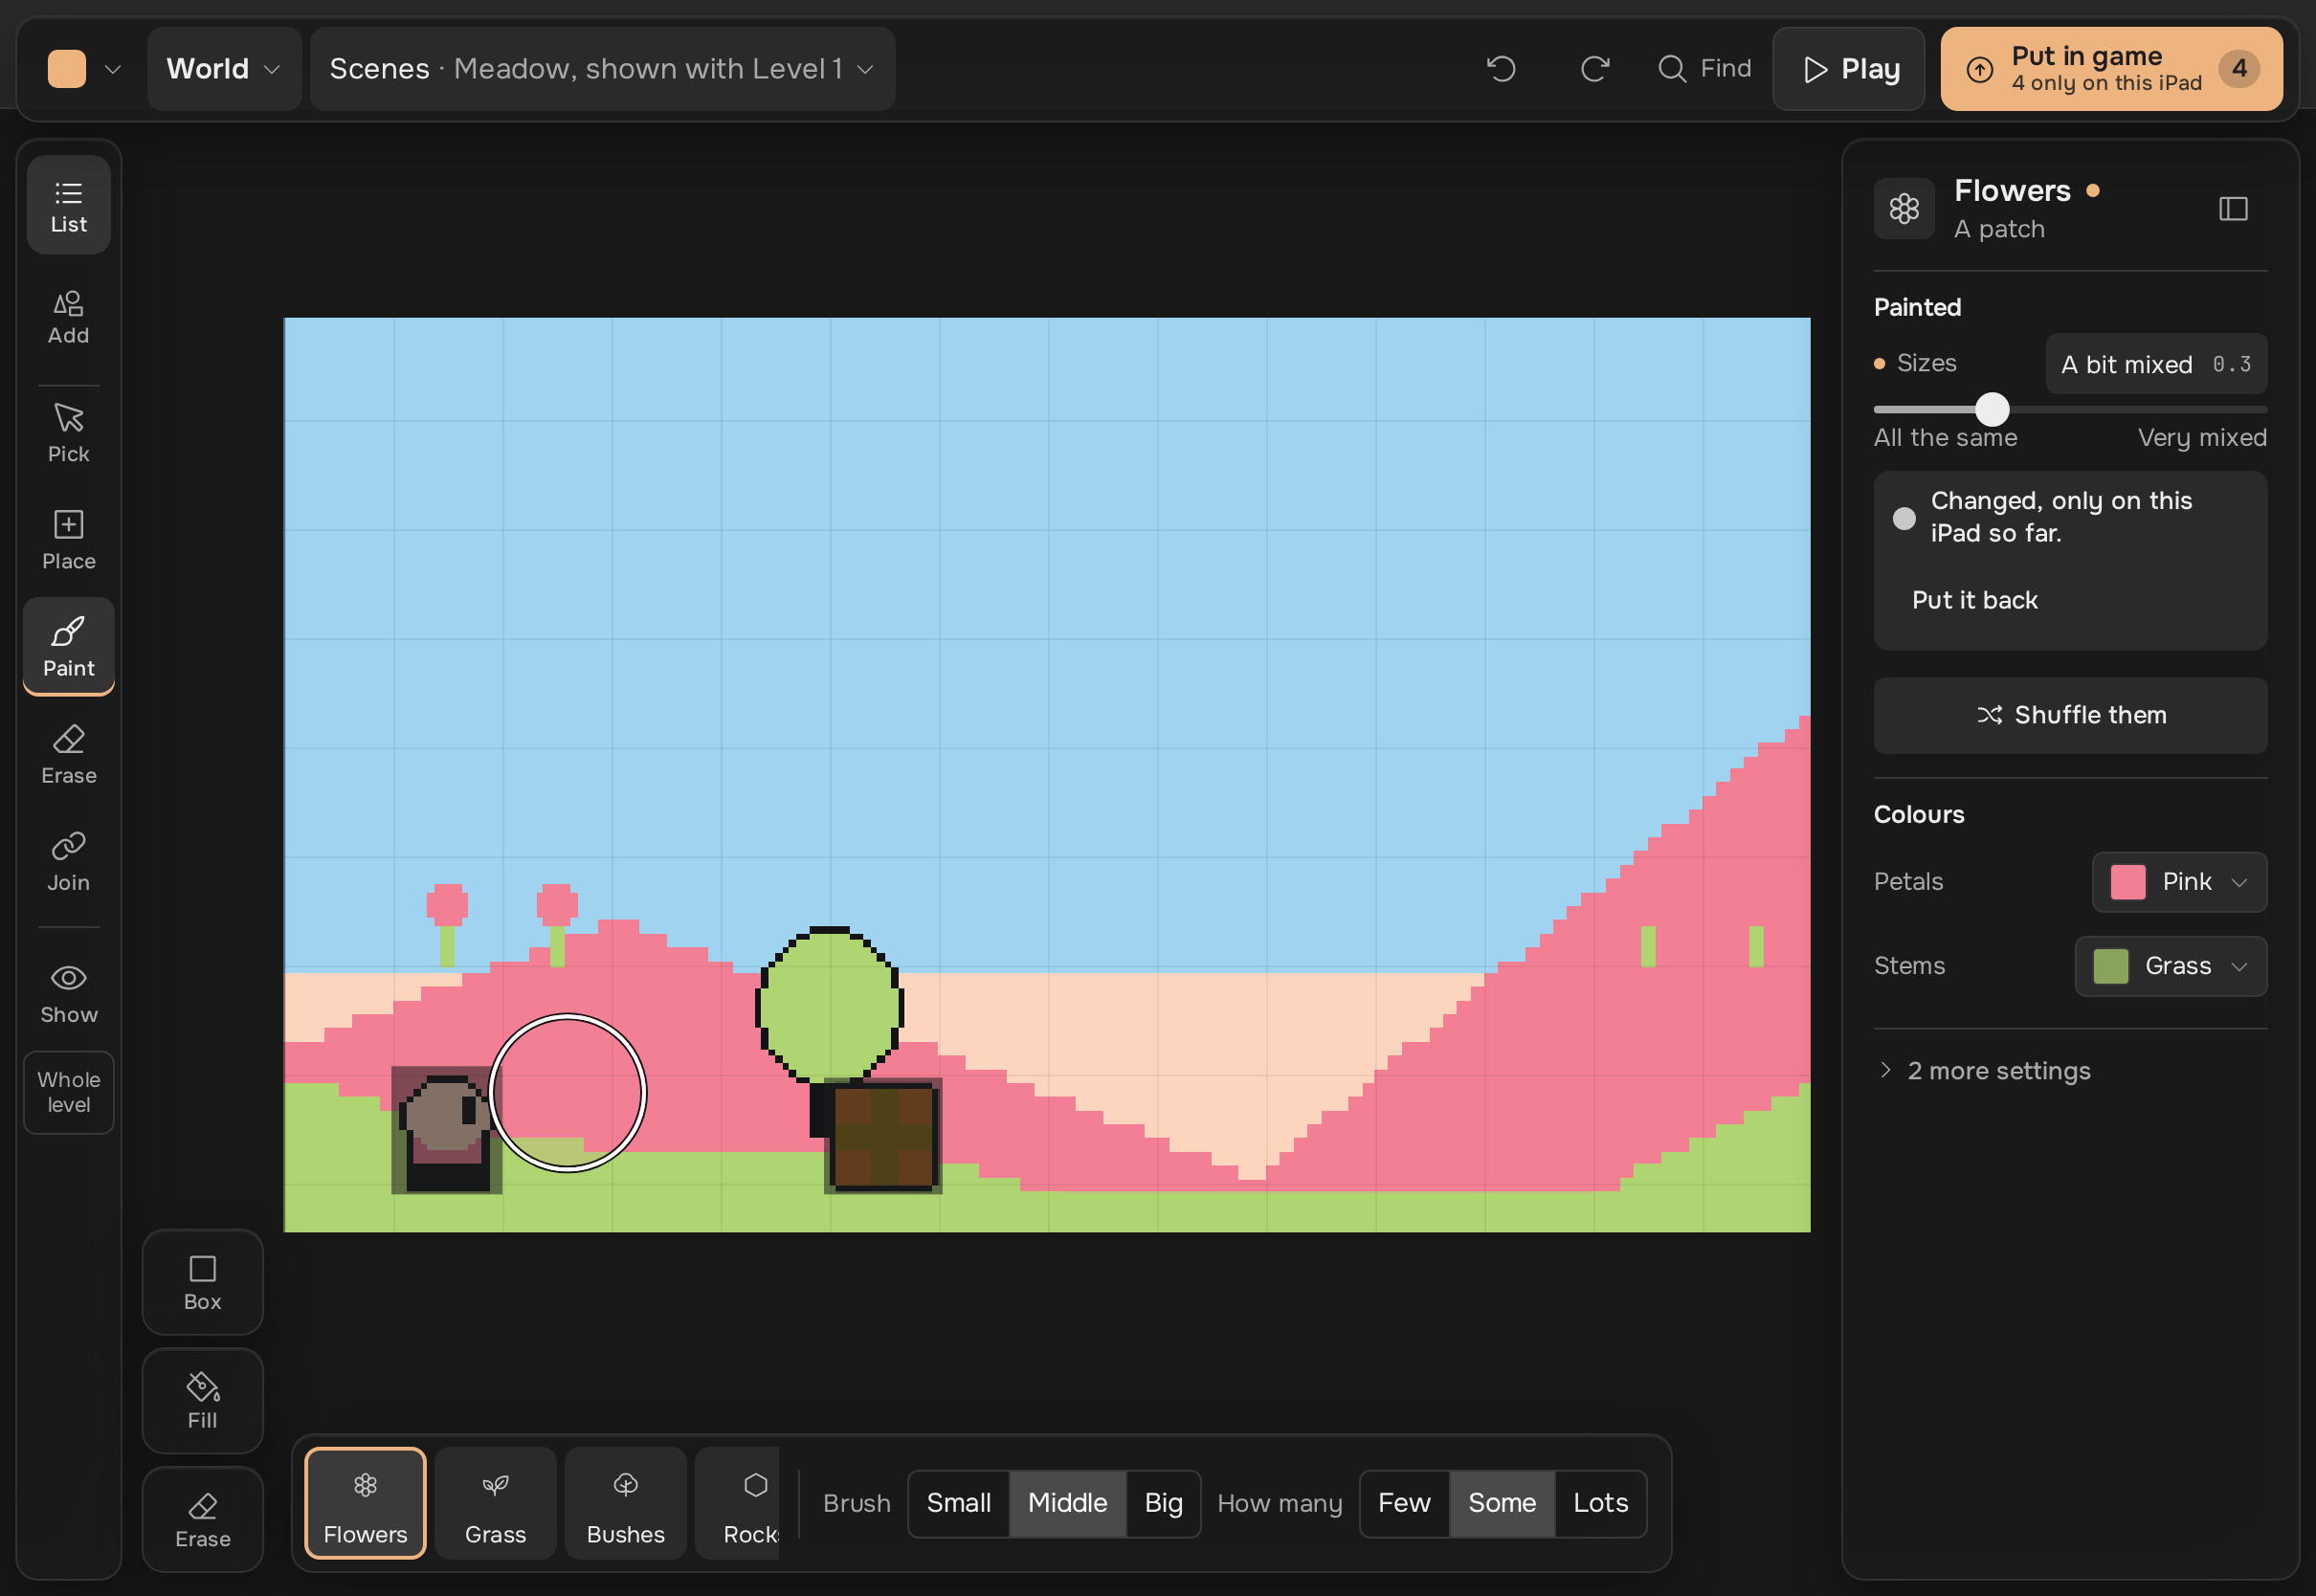 World
Scenes · Meadow, shown with Level 1
Find
Play
Put in game
4 only on this iPad
4
List
Add
Pick
Place
Paint
Erase
Join
Show
Whole
level
Box
Fill
Erase
Flowers
Grass
Bushes
Rocks
Brush
Small
Middle
Big
How many
Few
Some
Lots
Flowers
A patch
Painted
Sizes
A bit mixed 0.3
All the same
Very mixed
Changed, only on this
iPad so far.
Put it back
Shuffle them
Colours
Petals
Pink
Stems
Grass
2 more settings